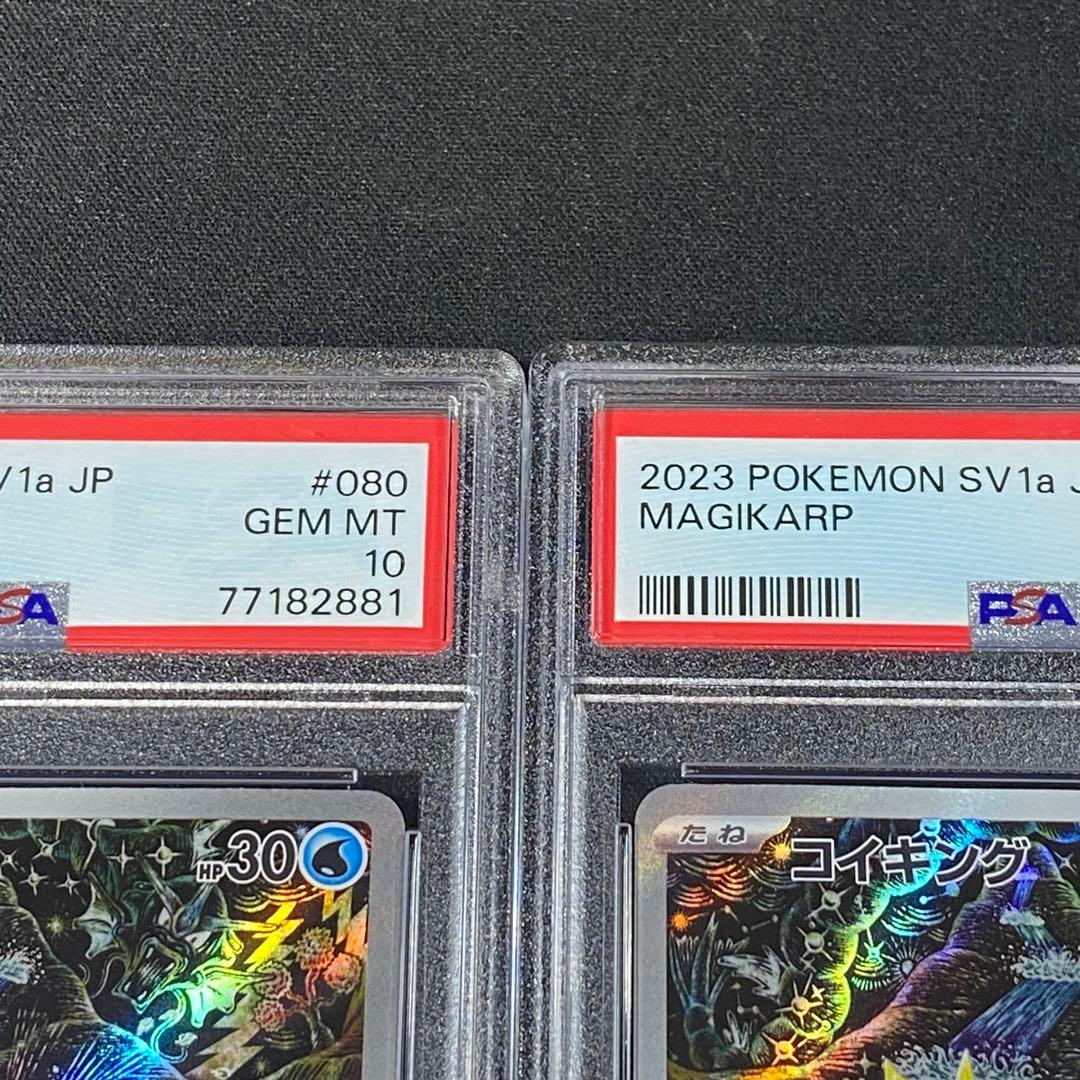 V1a JP #080
GEM MT
10
PSA 77182881
HP30
2023 POKEMON SV1a J
MAGIKARP
PSA
たね コイキング